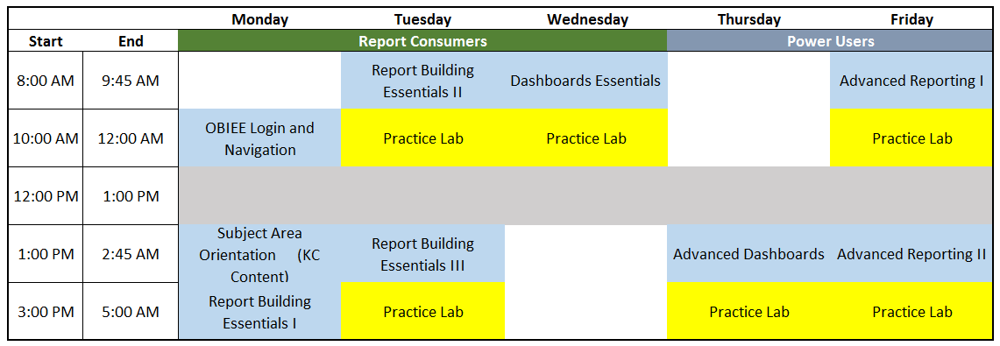 Monday Tuesday Wednesday Thursday Friday
Start End Report Consumers Power Users
8:00 AM 9:45 AM Report Building Essentials II Dashboards Essentials Advanced Reporting I
10:00 AM 12:00 AM OBIEE Login and Navigation Practice Lab Practice Lab Practice Lab
12:00 PM 1:00 PM
1:00 PM 2:45 AM Subject Area Orientation (KC Content) Report Building Essentials III Advanced Dashboards Advanced Reporting II
3:00 PM 5:00 AM Report Building Essentials I Practice Lab Practice Lab Practice Lab